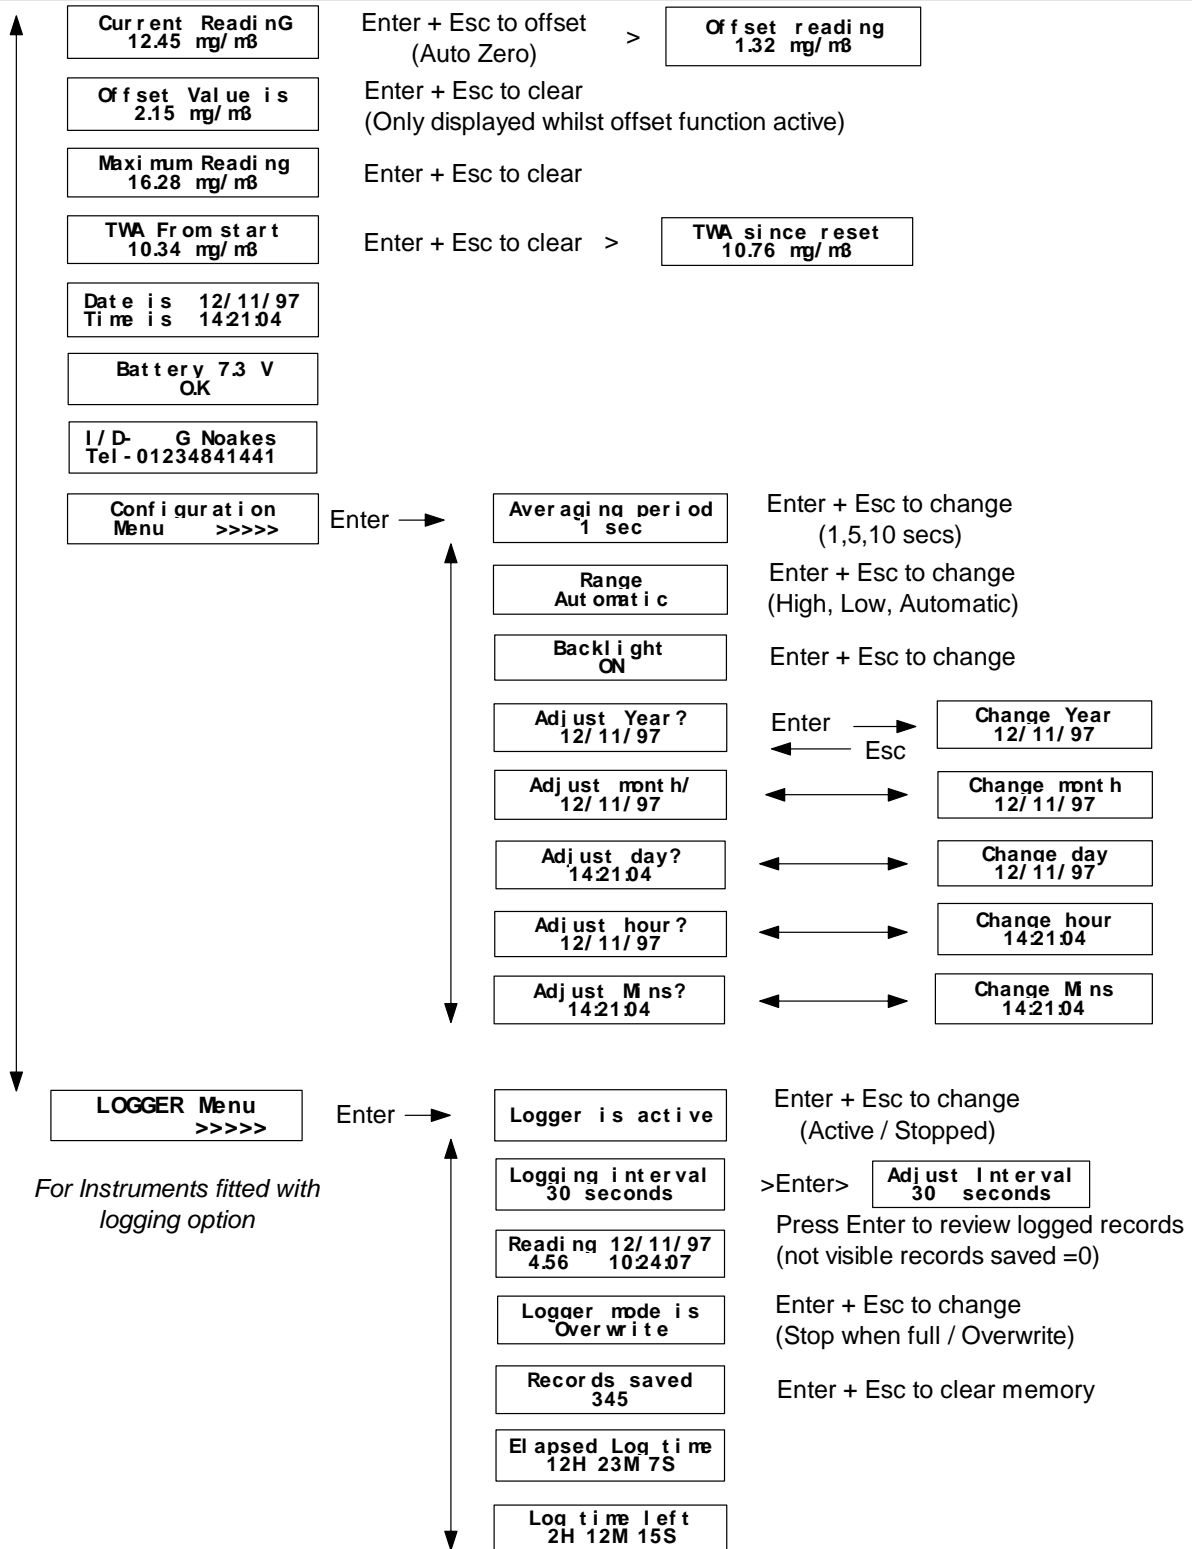 Current ReadinG
12.45 mg/m3
Enter + Esc to offset
(Auto Zero)
>
Offset reading
1.32 mg/m3
Offset Value is
2.15 mg/m3
Enter + Esc to clear
(Only displayed whilst offset function active)
Maximum Reading
16.28 mg/m3
Enter + Esc to clear
TWA From start
10.34 mg/m3
Enter + Esc to clear >
TWA since reset
10.76 mg/m3
Date is 12/11/97
Time is 14:21:04
Battery 7.3 V
O.K
I/D- G Noakes
Tel-01234841441
Configuration
Menu >>>>>
Enter
Averaging period
1 sec
Enter + Esc to change
(1,5,10 secs)
Range
Automatic
Enter + Esc to change
(High, Low, Automatic)
Backlight
ON
Enter + Esc to change
Adjust Year?
12/11/97
Enter
Esc
Change Year
12/11/97
Adjust month/
12/11/97
Change month
12/11/97
Adjust day?
14:21:04
Change day
12/11/97
Adjust hour?
12/11/97
Change hour
14:21:04
Adjust Mins?
14:21:04
Change Mins
14:21:04
LOGGER Menu
>>>>>
Enter
For Instruments fitted with
logging option
Logger is active
Enter + Esc to change
(Active / Stopped)
Logging interval
30 seconds
>Enter>
Adjust Interval
30 seconds
Reading 12/11/97
4.56 10:24:07
Press Enter to review logged records
(not visible records saved =0)
Logger mode is
Overwrite
Enter + Esc to change
(Stop when full / Overwrite)
Records saved
345
Enter + Esc to clear memory
Elapsed Log time
12H 23M 7S
Log time left
2H 12M 15S